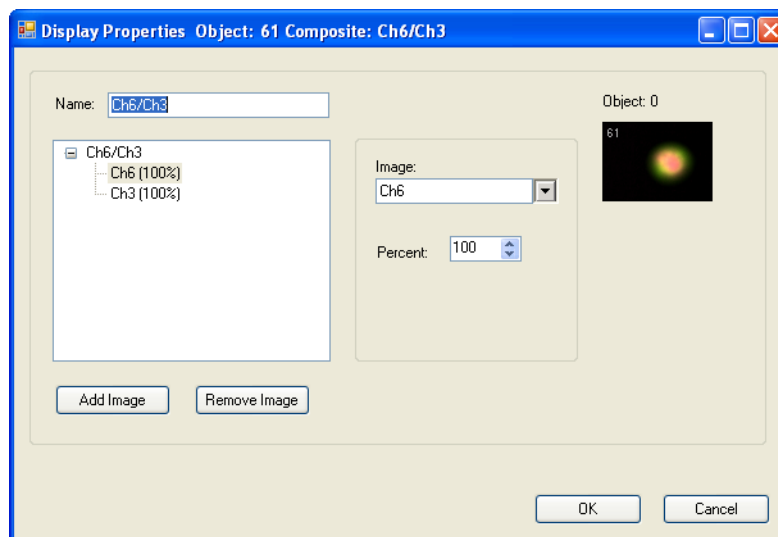 Display Properties  Object: 61 Composite: Ch6/Ch3
Name: Ch6/Ch3
Object: 0
61
Ch6/Ch3
Ch6 (100%)
Ch3 (100%)
Image:
Ch6
Percent: 100
Add Image
Remove Image
OK
Cancel